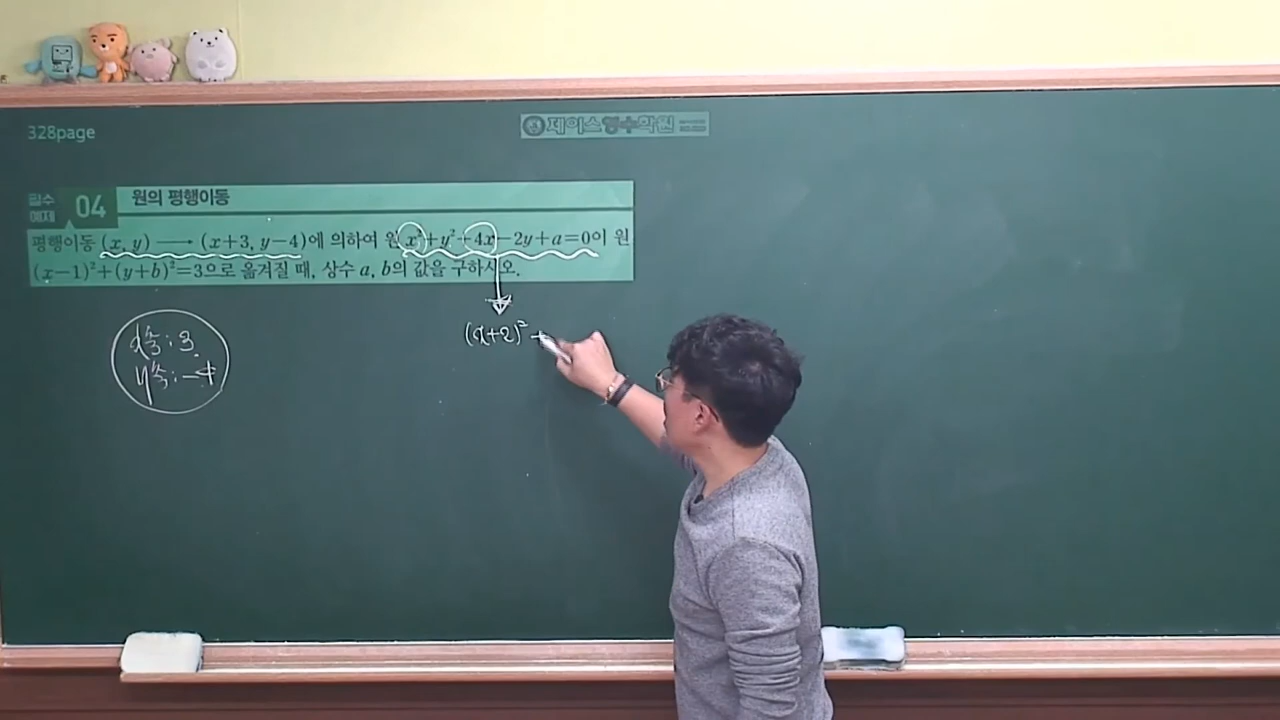 328page
제이스영수학원
필수 예제 04 원의 평행이동
평행이동 (x, y) ⟶ (x+3, y−4)에 의하여 원 x²+y²+4x−2y+a=0이 원
(x−1)²+(y+b)²=3으로 옮겨질 때, 상수 a, b의 값을 구하시오.
(x+2)² +
x축 : 3
y축 : −4